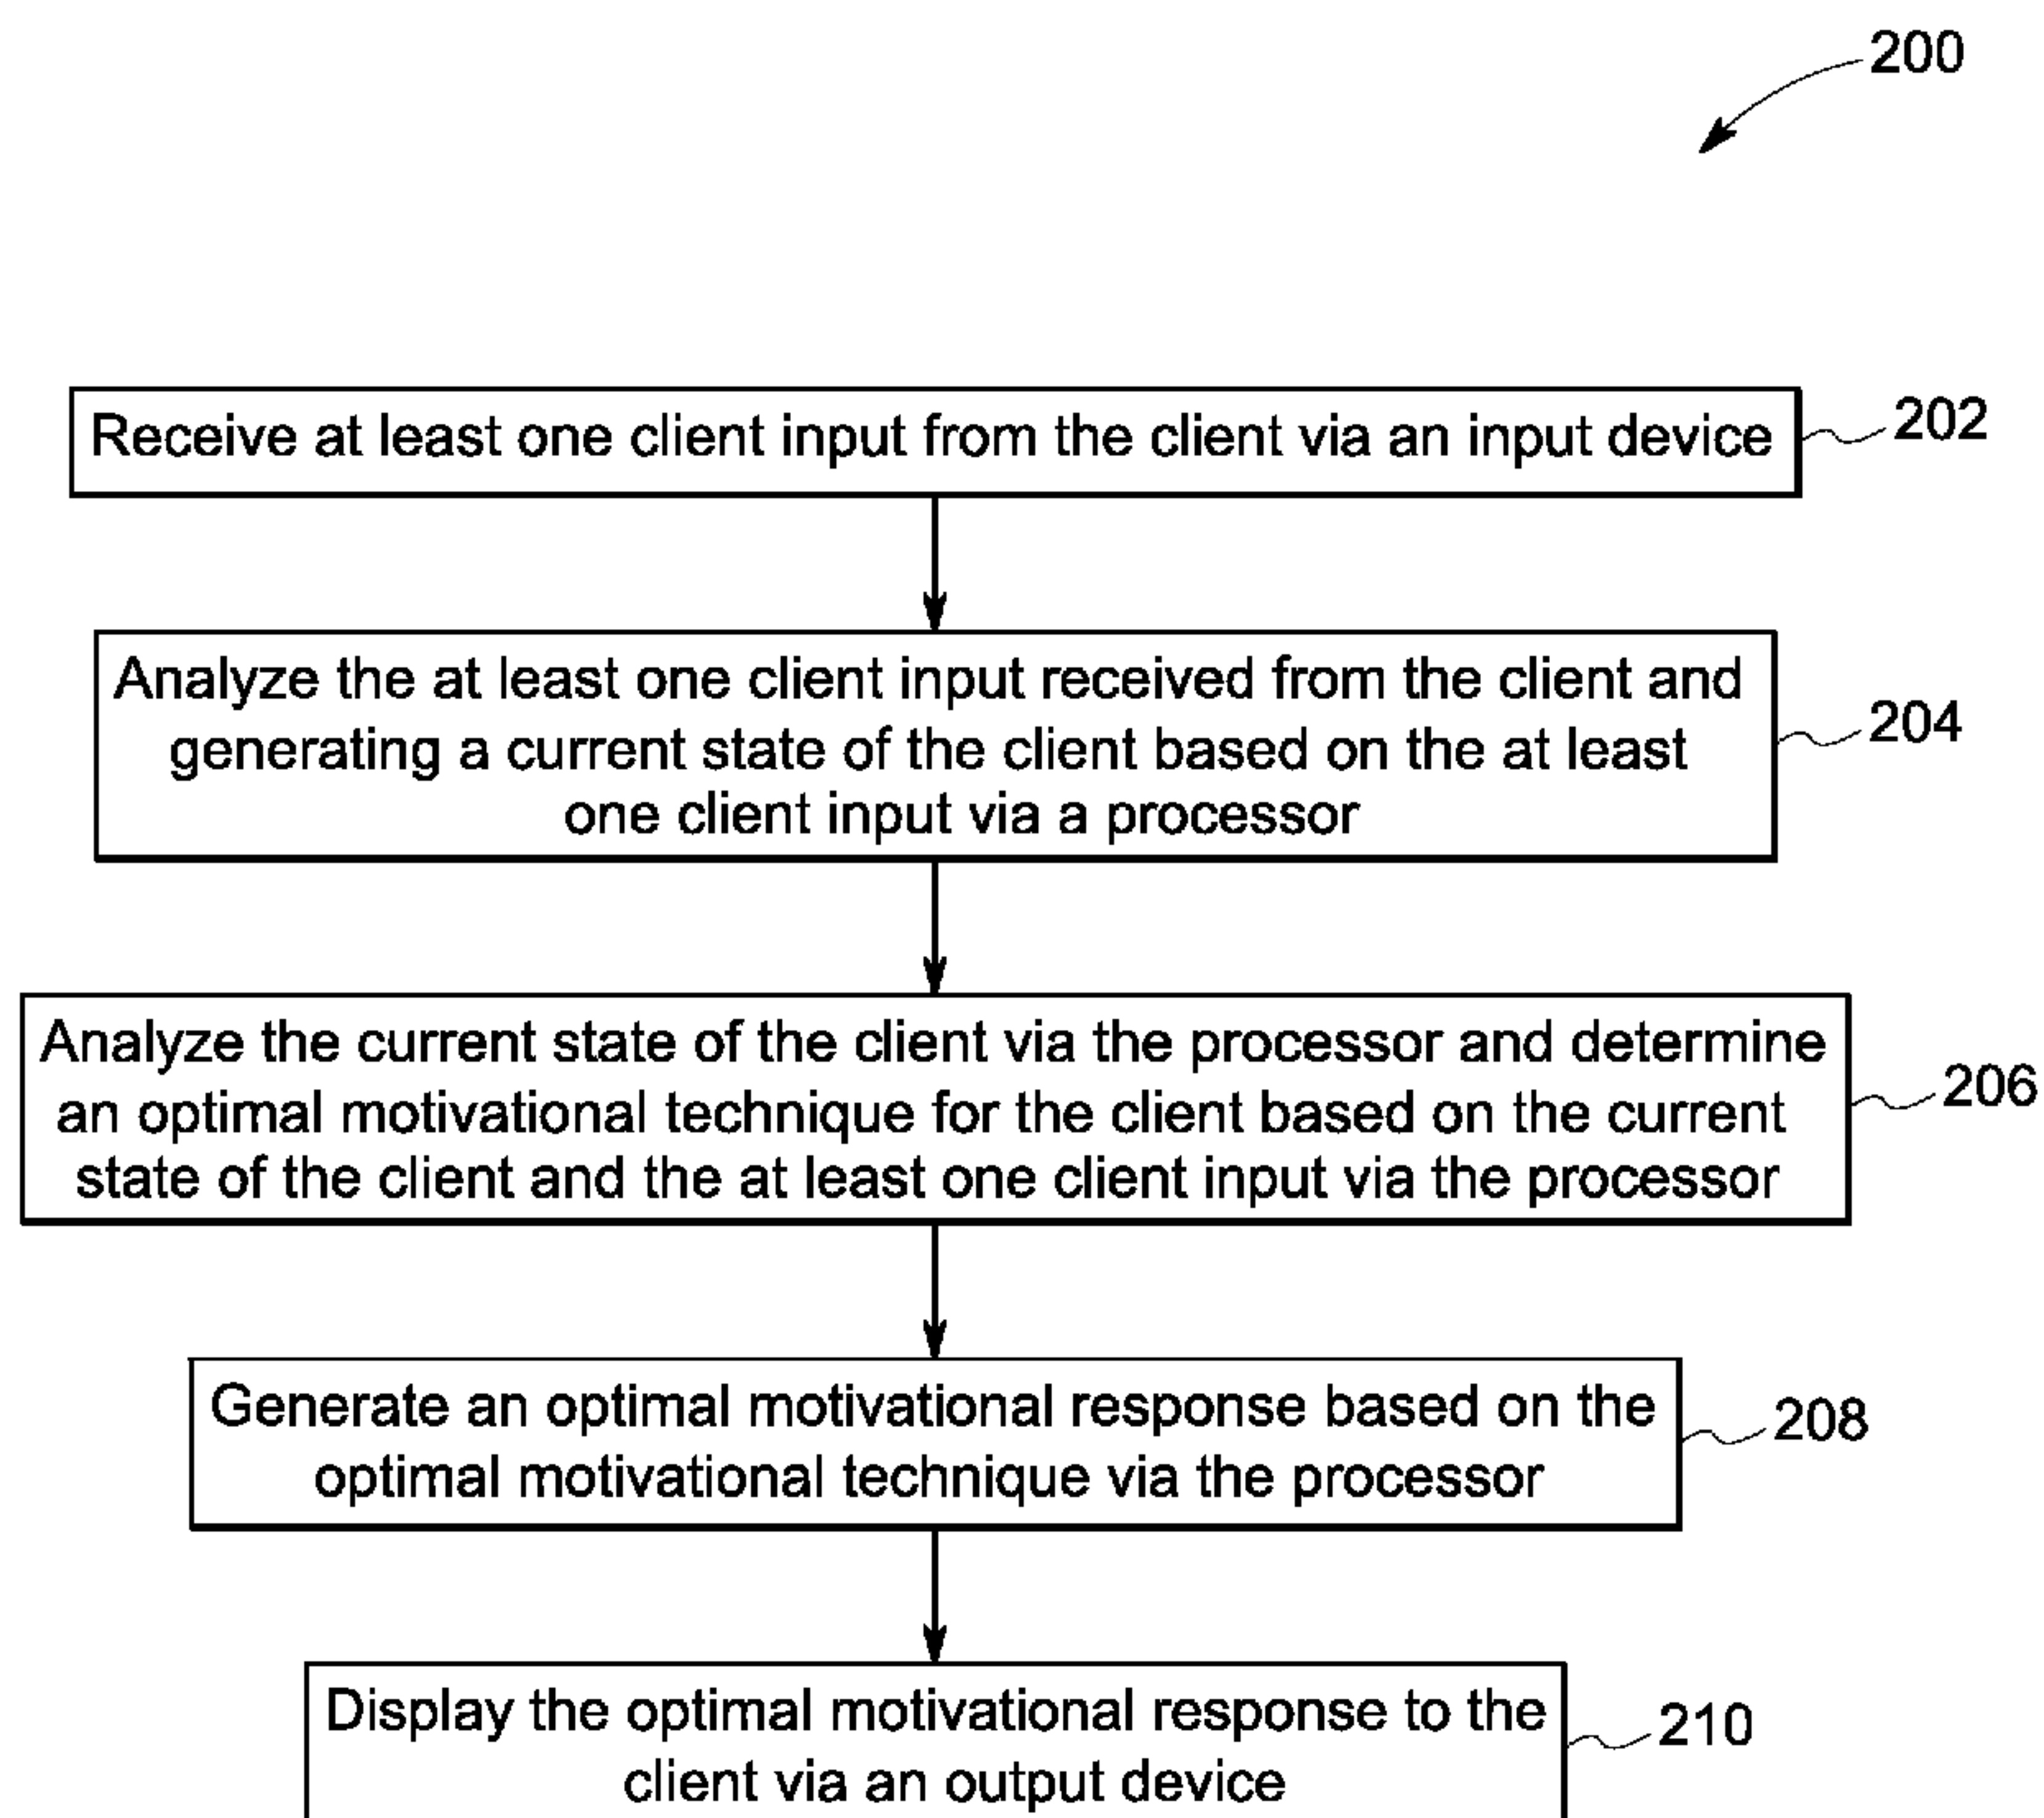 200
Receive at least one client input from the client via an input device
202
Analyze the at least one client input received from the client and
generating a current state of the client based on the at least
one client input via a processor
204
Analyze the current state of the client via the processor and determine
an optimal motivational technique for the client based on the current
state of the client and the at least one client input via the processor
206
Generate an optimal motivational response based on the
optimal motivational technique via the processor
208
Display the optimal motivational response to the
client via an output device
210